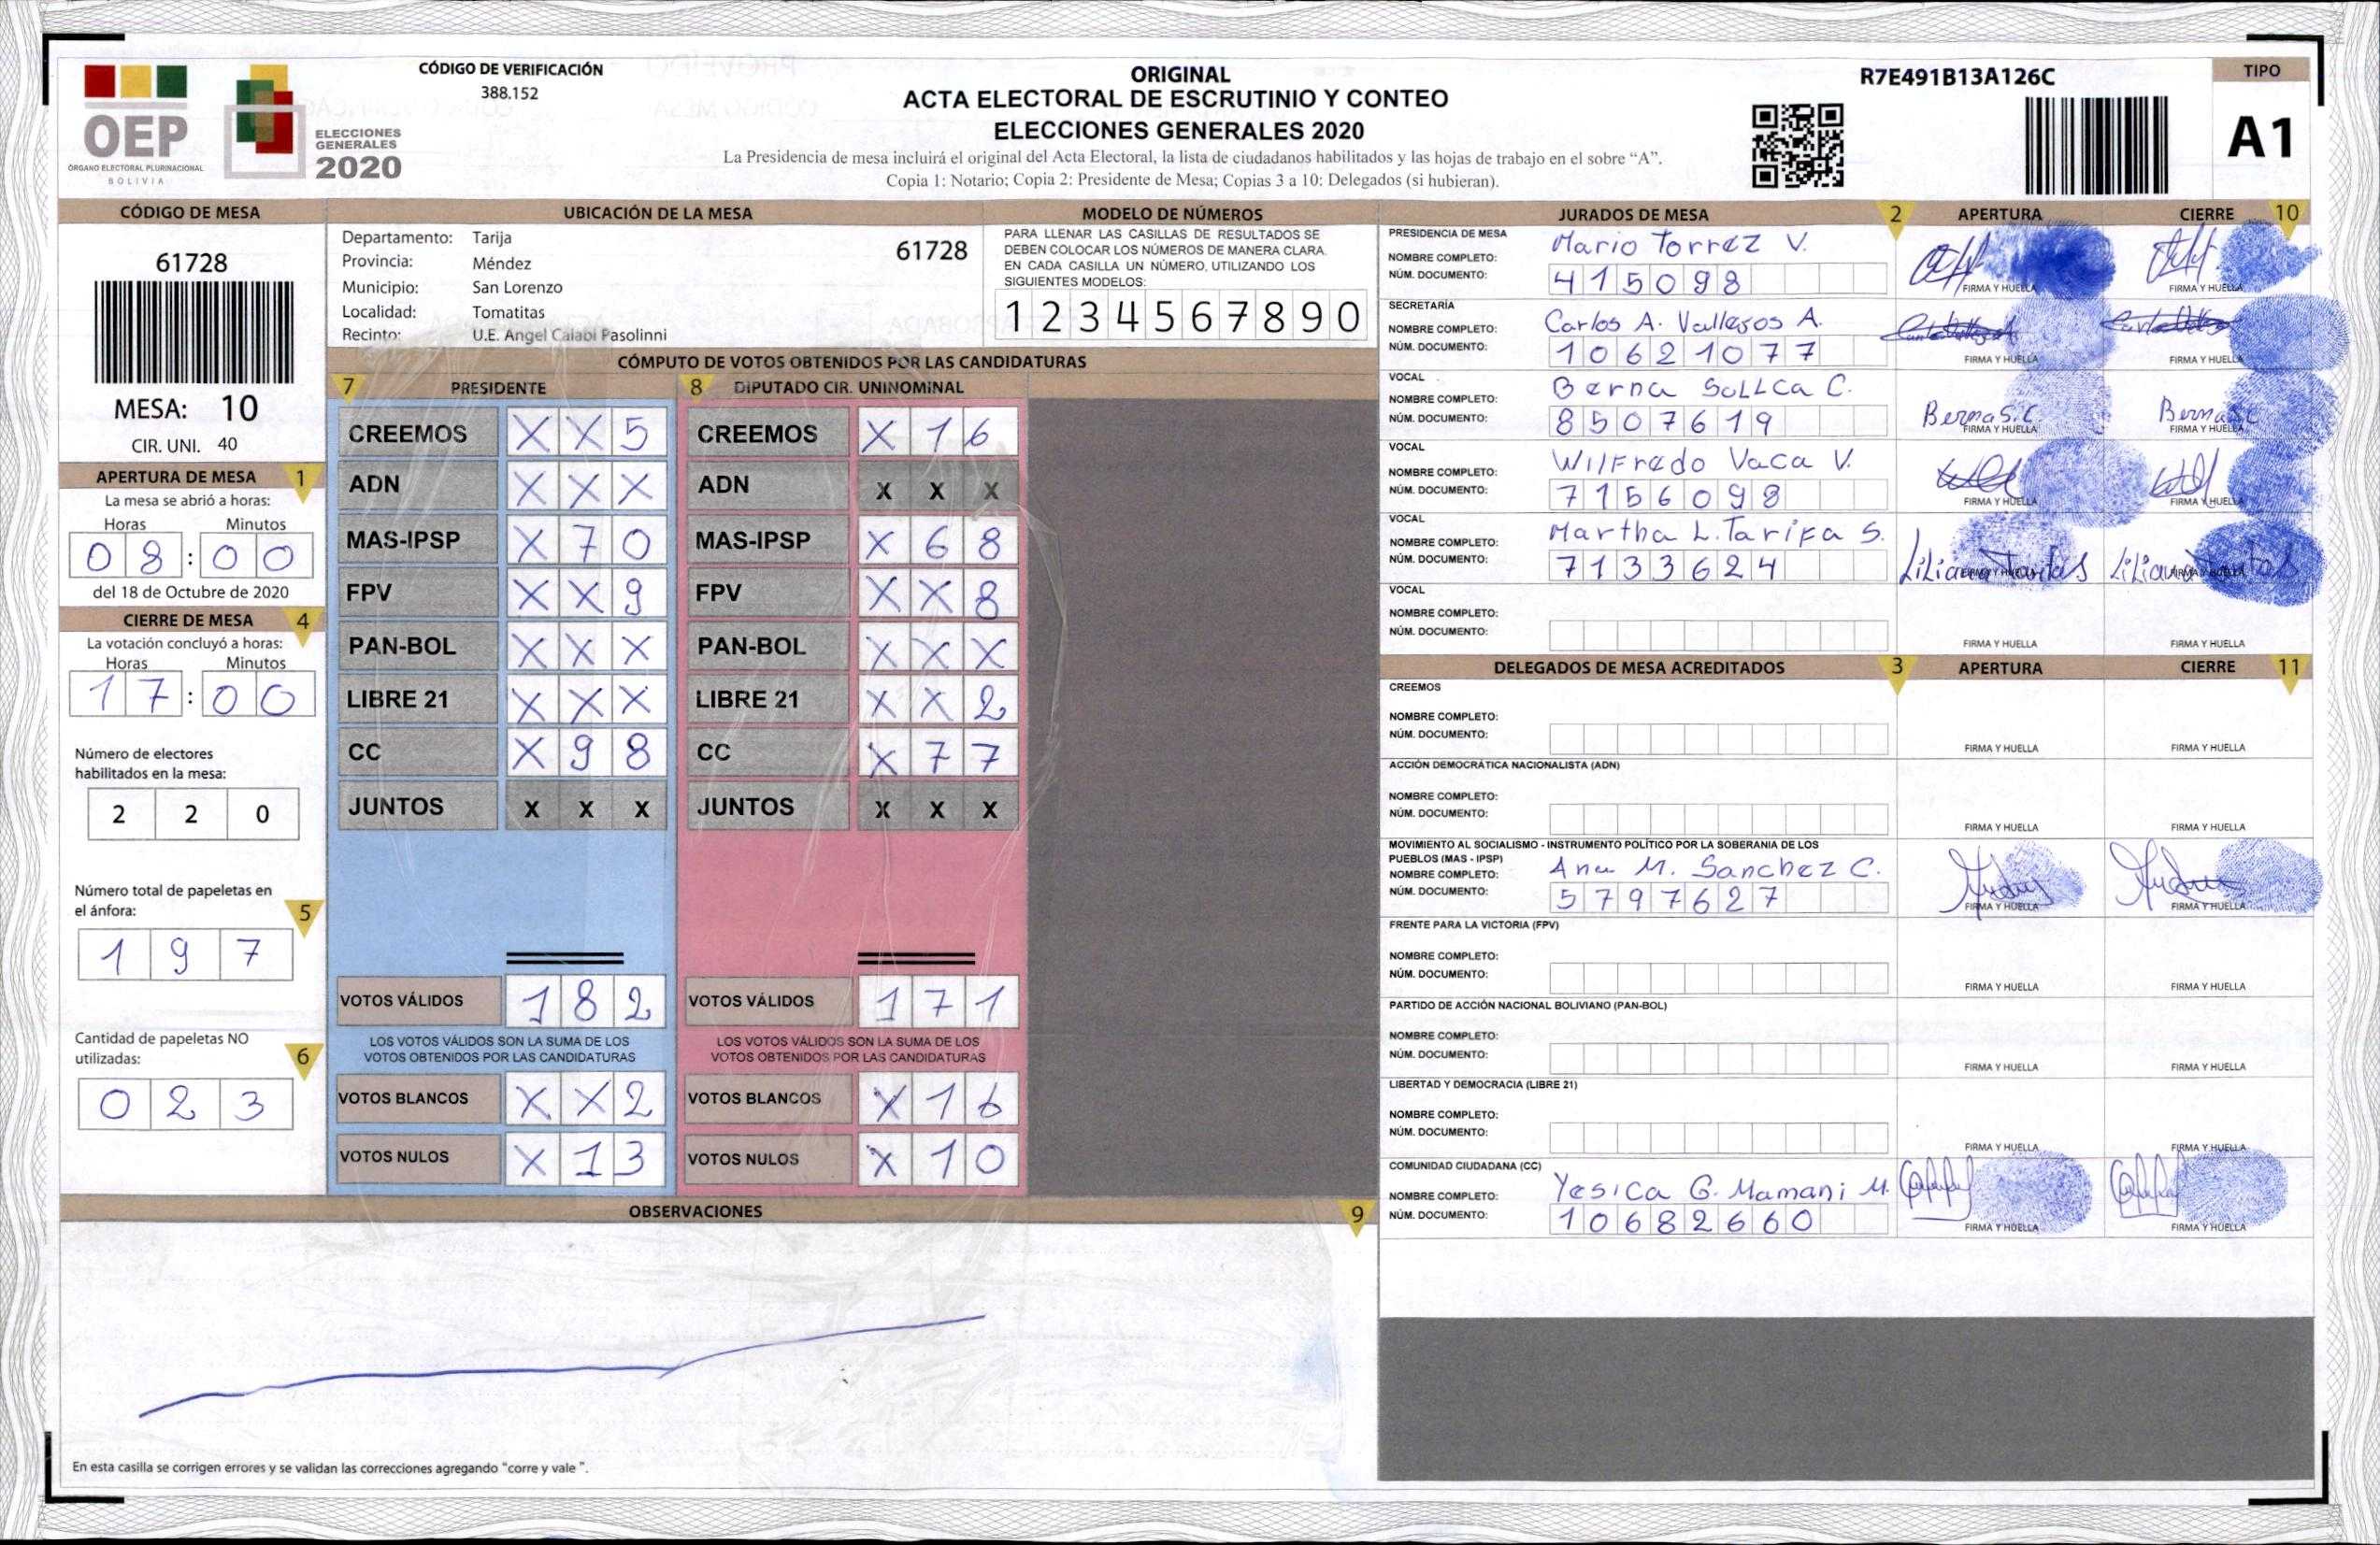 CÓDIGO DE VERIFICACIÓN
388.152
OEP
ÓRGANO ELECTORAL PLURINACIONAL
BOLIVIA
ELECCIONES
GENERALES
2020
ORIGINAL
ACTA ELECTORAL DE ESCRUTINIO Y CONTEO
ELECCIONES GENERALES 2020
La Presidencia de mesa incluirá el original del Acta Electoral, la lista de ciudadanos habilitados y las hojas de trabajo en el sobre “A”.
Copia 1: Notario; Copia 2: Presidente de Mesa; Copias 3 a 10: Delegados (si hubieran).
R7E491B13A126C
TIPO
A1
CÓDIGO DE MESA
61728
MESA: 10
CIR. UNI. 40
APERTURA DE MESA 1
La mesa se abrió a horas:
Horas Minutos
08:00
del 18 de Octubre de 2020
CIERRE DE MESA 4
La votación concluyó a horas:
Horas Minutos
17:00
Número de electores
habilitados en la mesa:
2 2 0
Número total de papeletas en
el ánfora:
5
1 9 7
Cantidad de papeletas NO
utilizadas:
6
0 2 3
UBICACIÓN DE LA MESA
Departamento: Tarija
Provincia: Méndez
Municipio: San Lorenzo
Localidad: Tomatitas
Recinto: U.E. Angel Calabi Pasolinni
61728
MODELO DE NÚMEROS
PARA LLENAR LAS CASILLAS DE RESULTADOS SE
DEBEN COLOCAR LOS NÚMEROS DE MANERA CLARA.
EN CADA CASILLA UN NÚMERO, UTILIZANDO LOS
SIGUIENTES MODELOS:
1 2 3 4 5 6 7 8 9 0
CÓMPUTO DE VOTOS OBTENIDOS POR LAS CANDIDATURAS
7 PRESIDENTE
CREEMOS X X 5
ADN X X X
MAS-IPSP X 7 0
FPV X X 9
PAN-BOL X X X
LIBRE 21 X X X
CC X 9 8
JUNTOS X X X
VOTOS VÁLIDOS 1 8 2
LOS VOTOS VÁLIDOS SON LA SUMA DE LOS
VOTOS OBTENIDOS POR LAS CANDIDATURAS
VOTOS BLANCOS X X 2
VOTOS NULOS X 1 3
8 DIPUTADO CIR. UNINOMINAL
CREEMOS X 1 6
ADN X X X
MAS-IPSP X 6 8
FPV X X 8
PAN-BOL X X X
LIBRE 21 X X 2
CC X 7 7
JUNTOS X X X
VOTOS VÁLIDOS 1 7 1
LOS VOTOS VÁLIDOS SON LA SUMA DE LOS
VOTOS OBTENIDOS POR LAS CANDIDATURAS
VOTOS BLANCOS X 1 6
VOTOS NULOS X 1 0
OBSERVACIONES 9
En esta casilla se corrigen errores y se validan las correcciones agregando “corre y vale ”.
JURADOS DE MESA 2 APERTURA CIERRE 10
PRESIDENCIA DE MESA
NOMBRE COMPLETO: Mario Torrez V.
NÚM. DOCUMENTO: 415098
FIRMA Y HUELLA FIRMA Y HUELLA
SECRETARÍA
NOMBRE COMPLETO: Carlos A. Vallejos A.
NÚM. DOCUMENTO: 10621077
FIRMA Y HUELLA FIRMA Y HUELLA
VOCAL
NOMBRE COMPLETO: Berna Sullca C.
NÚM. DOCUMENTO: 8507619
Berna S.C.
FIRMA Y HUELLA FIRMA Y HUELLA
VOCAL
NOMBRE COMPLETO: Wilfredo Vaca V.
NÚM. DOCUMENTO: 7156098
FIRMA Y HUELLA FIRMA Y HUELLA
VOCAL
NOMBRE COMPLETO: Martha L. Tarifa S.
NÚM. DOCUMENTO: 7133624
FIRMA Y HUELLA FIRMA Y HUELLA
VOCAL
NOMBRE COMPLETO:
NÚM. DOCUMENTO:
FIRMA Y HUELLA FIRMA Y HUELLA
DELEGADOS DE MESA ACREDITADOS 3 APERTURA CIERRE 11
CREEMOS
NOMBRE COMPLETO:
NÚM. DOCUMENTO:
FIRMA Y HUELLA FIRMA Y HUELLA
ACCIÓN DEMOCRÁTICA NACIONALISTA (ADN)
NOMBRE COMPLETO:
NÚM. DOCUMENTO:
FIRMA Y HUELLA FIRMA Y HUELLA
MOVIMIENTO AL SOCIALISMO - INSTRUMENTO POLÍTICO POR LA SOBERANIA DE LOS
PUEBLOS (MAS - IPSP)
NOMBRE COMPLETO: Ana M. Sanchez C.
NÚM. DOCUMENTO: 5797627
FIRMA Y HUELLA FIRMA Y HUELLA
FRENTE PARA LA VICTORIA (FPV)
NOMBRE COMPLETO:
NÚM. DOCUMENTO:
FIRMA Y HUELLA FIRMA Y HUELLA
PARTIDO DE ACCIÓN NACIONAL BOLIVIANO (PAN-BOL)
NOMBRE COMPLETO:
NÚM. DOCUMENTO:
FIRMA Y HUELLA FIRMA Y HUELLA
LIBERTAD Y DEMOCRACIA (LIBRE 21)
NOMBRE COMPLETO:
NÚM. DOCUMENTO:
FIRMA Y HUELLA FIRMA Y HUELLA
COMUNIDAD CIUDADANA (CC)
NOMBRE COMPLETO: Yesica G. Mamani M.
NÚM. DOCUMENTO: 10682660
FIRMA Y HUELLA FIRMA Y HUELLA